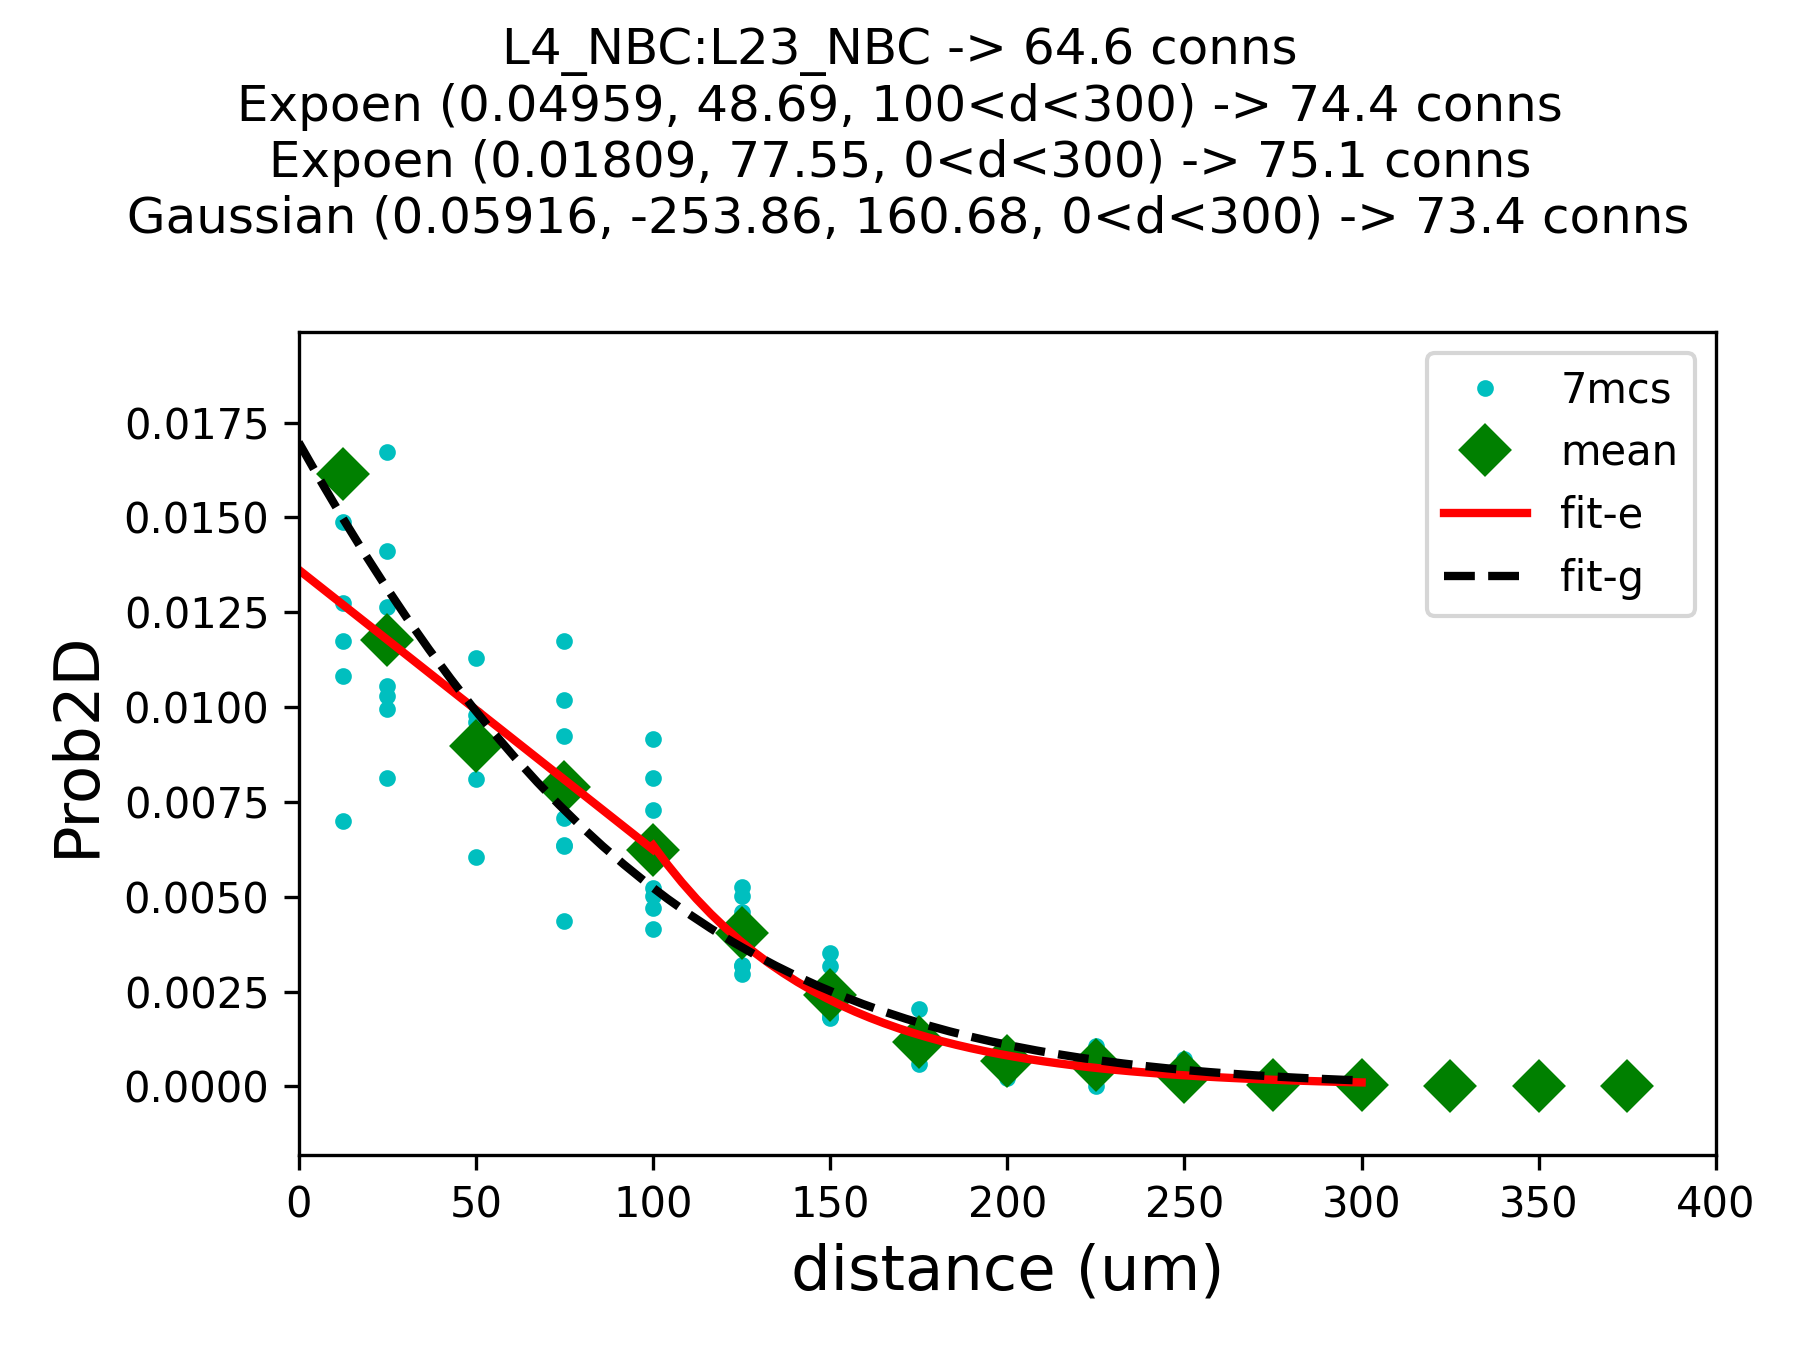 L4_NBC:L23_NBC -> 64.6 conns
Expoen (0.04959, 48.69, 100<d<300) -> 74.4 conns
Expoen (0.01809, 77.55, 0<d<300) -> 75.1 conns
Gaussian (0.05916, -253.86, 160.68, 0<d<300) -> 73.4 conns
7mcs
mean
fit-e
fit-g
Prob2D
0.0175
0.0150
0.0125
0.0100
0.0075
0.0050
0.0025
0.0000
0 50 100 150 200 250 300 350 400
distance (um)